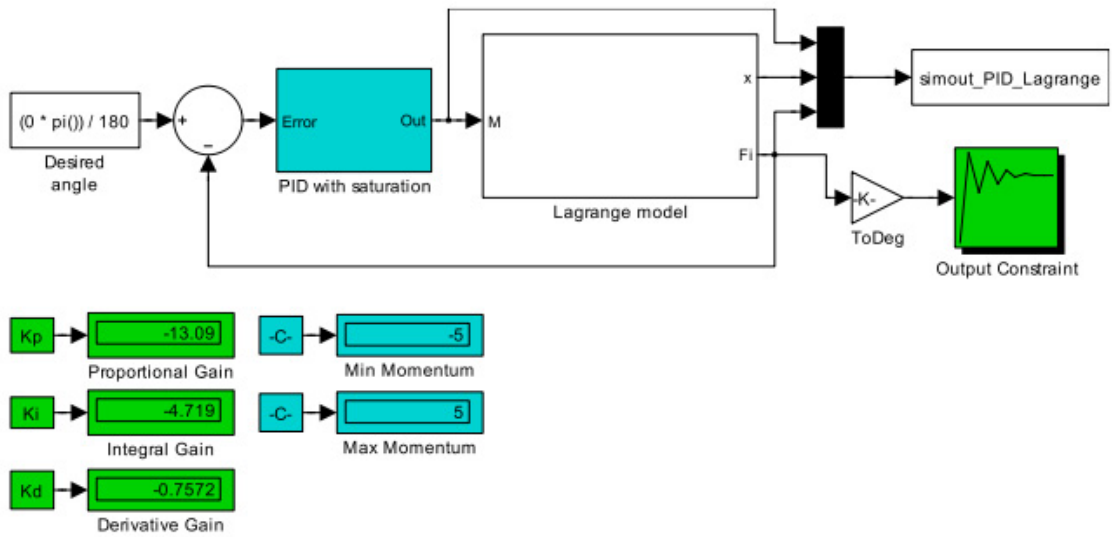 (0 * pi()) / 180
Desired
angle
+
−
Error
Out
PID with saturation
M
x
Fi
Lagrange model
simout_PID_Lagrange
-K-
ToDeg
Output Constraint
Kp
-13.09
Proportional Gain
-C-
-5
Min Momentum
Ki
-4.719
Integral Gain
-C-
5
Max Momentum
Kd
-0.7572
Derivative Gain